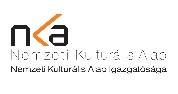 nka
Nemzeti Kulturális Alap
Nemzeti Kulturális Alap Igazgatósága